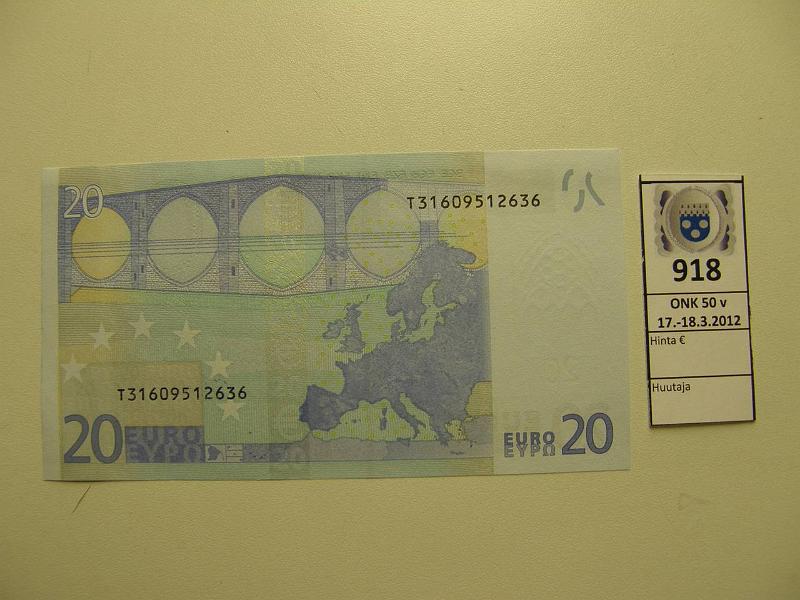 20
T31609512636
T31609512636
20 EURO
ΕΥΡΩ
EURO 20
ΕΥΡΩ
918
ONK 50 v
17.-18.3.2012
Hinta €
Huutaja